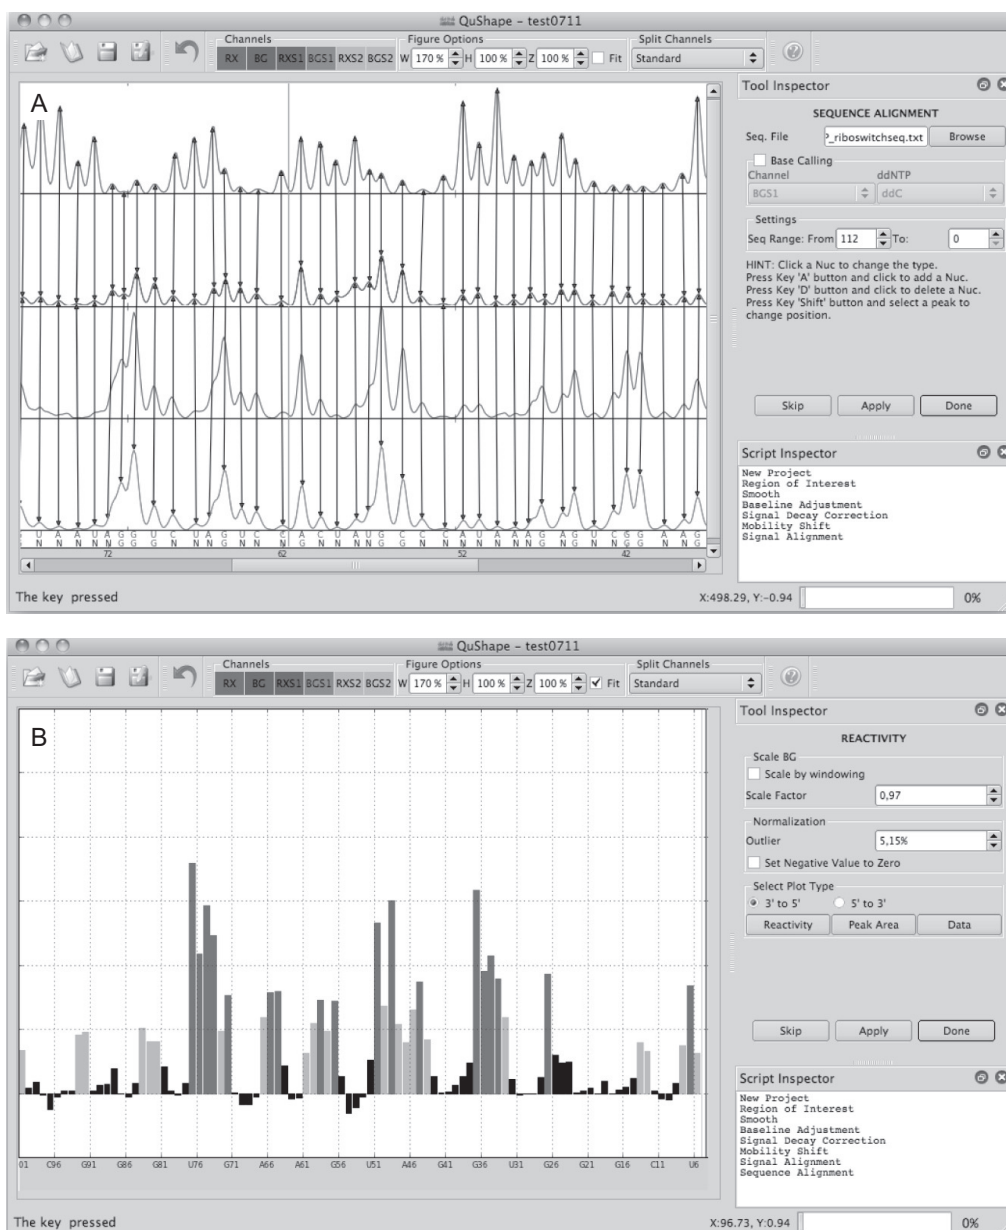 QuShape – test0711
Channels
Figure Options
Split Channels
RX BG RXS1 BGS1 RXS2 BGS2 W 170 % H 100 % Z 100 % Fit Standard
A
Tool Inspector
SEQUENCE ALIGNMENT
Seq. File ?_riboswitchseq.txt Browse
Base Calling
Channel ddNTP
BGS1 ddC
Settings
Seq Range: From 112 To: 0
HINT: Click a Nuc to change the type.
Press Key 'A' button and click to add a Nuc.
Press Key 'D' button and click to delete a Nuc.
Press Key 'Shift' button and select a peak to
change position.
Skip Apply Done
Script Inspector
New Project
Region of Interest
Smooth
Baseline Adjustment
Signal Decay Correction
Mobility Shift
Signal Alignment
U A A U A G G U C U A G U C C A C U A U G C C C A U A A A G A G U C G G A A G
N N N N N G G N C N N G N C N N C N N N G C N C N N N N N G N G N C N G N N G
72 62 52 42
The key pressed
X:498.29, Y:–0.94 0%
QuShape – test0711
Channels
Figure Options
Split Channels
RX BG RXS1 BGS1 RXS2 BGS2 W 170 % H 100 % Z 100 % Fit Standard
B
Tool Inspector
REACTIVITY
Scale BG
Scale by windowing
Scale Factor 0,97
Normalization
Outlier 5,15%
Set Negative Value to Zero
Select Plot Type
3' to 5' 5' to 3'
Reactivity Peak Area Data
Skip Apply Done
Script Inspector
New Project
Region of Interest
Smooth
Baseline Adjustment
Signal Decay Correction
Mobility Shift
Signal Alignment
Sequence Alignment
01 C96 G91 G86 G81 U76 G71 A66 A61 G56 U51 A46 G41 G36 U31 G26 G21 G16 C11 U6
The key pressed
X:96.73, Y:0.94 0%